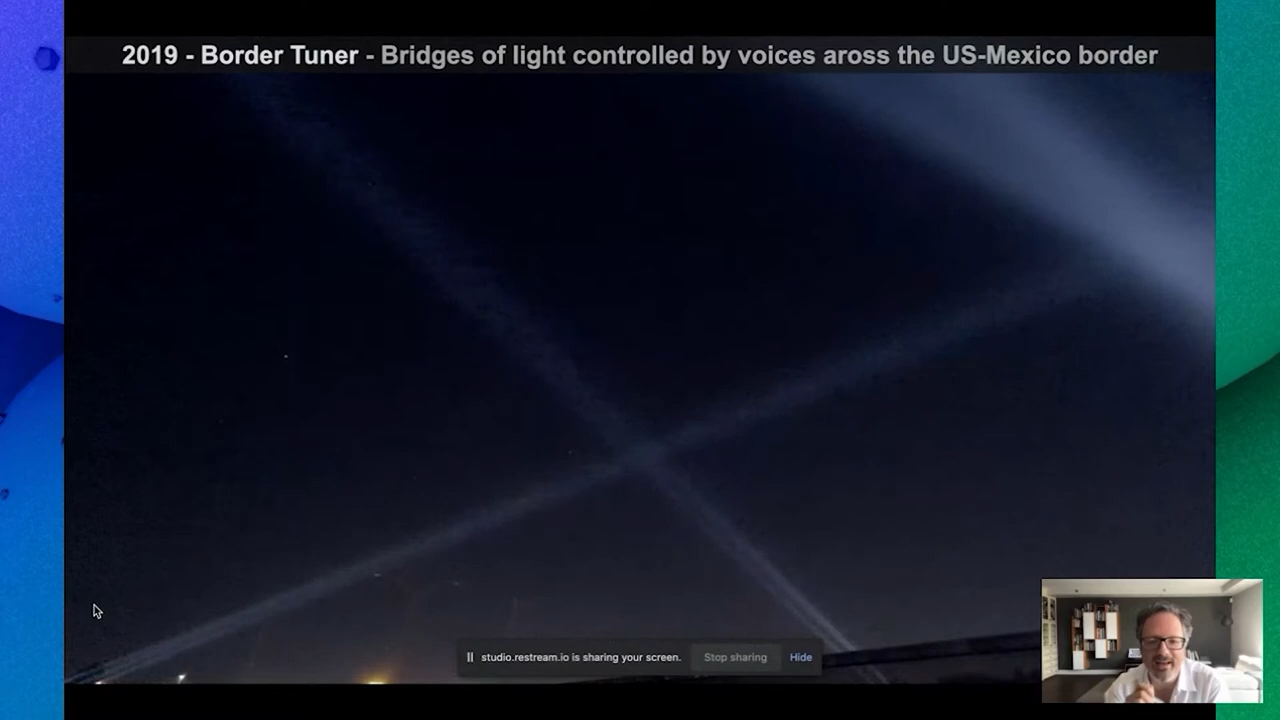 2019 - Border Tuner - Bridges of light controlled by voices aross the US-Mexico border
studio.restream.io is sharing your screen. Stop sharing Hide